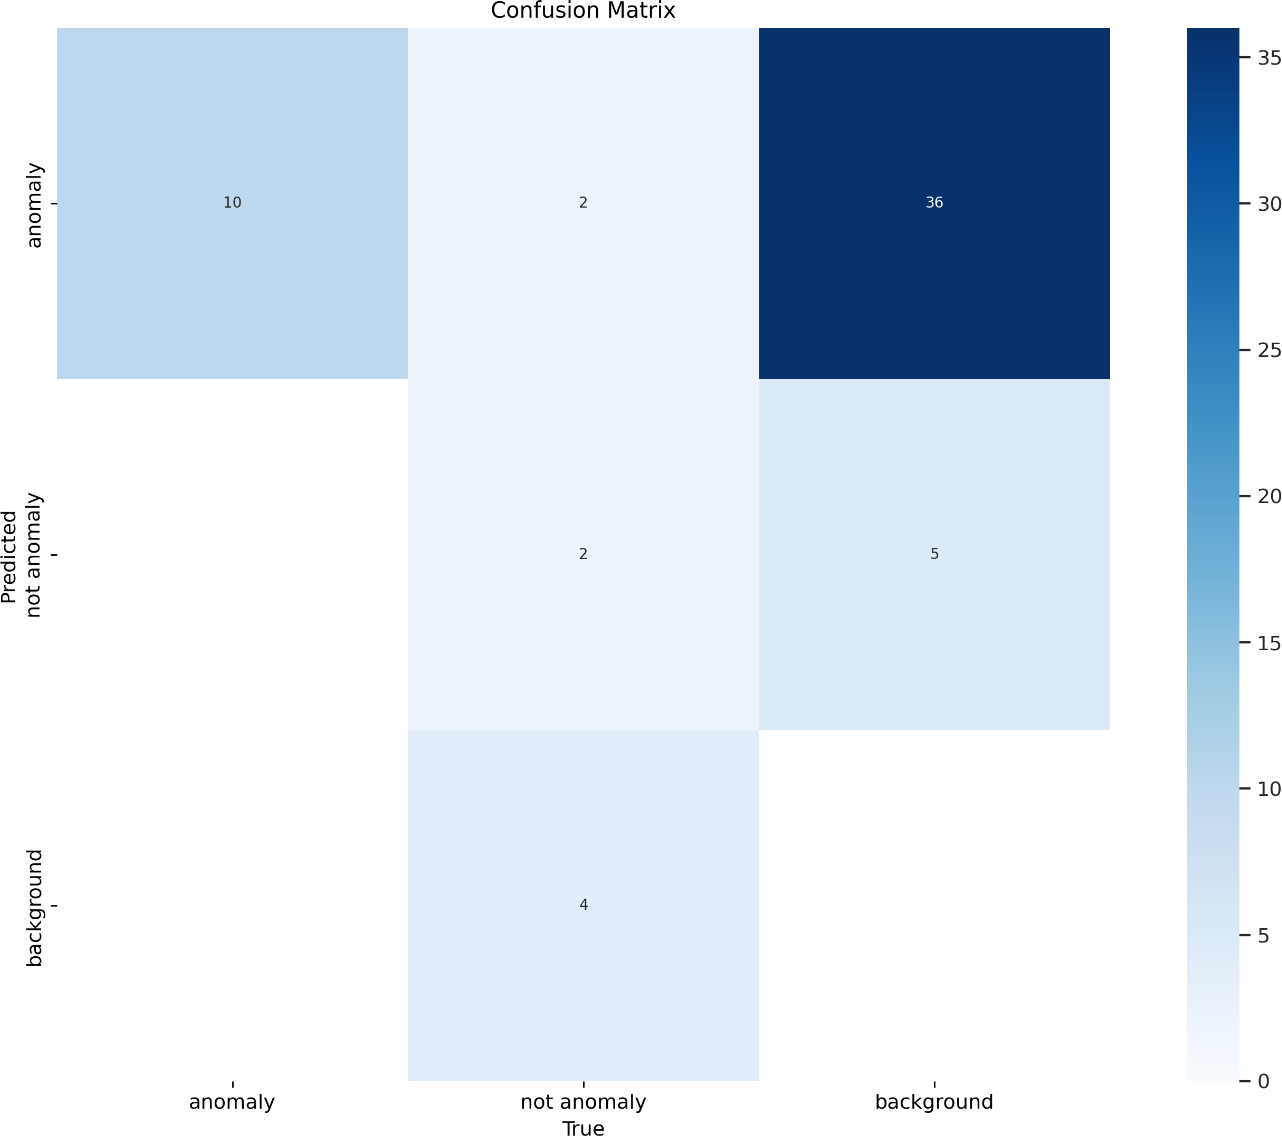 Confusion Matrix
anomaly
10
2
36
35
30
25
Predicted
not anomaly
2
5
20
15
10
background
4
5
0
anomaly
not anomaly
background
True